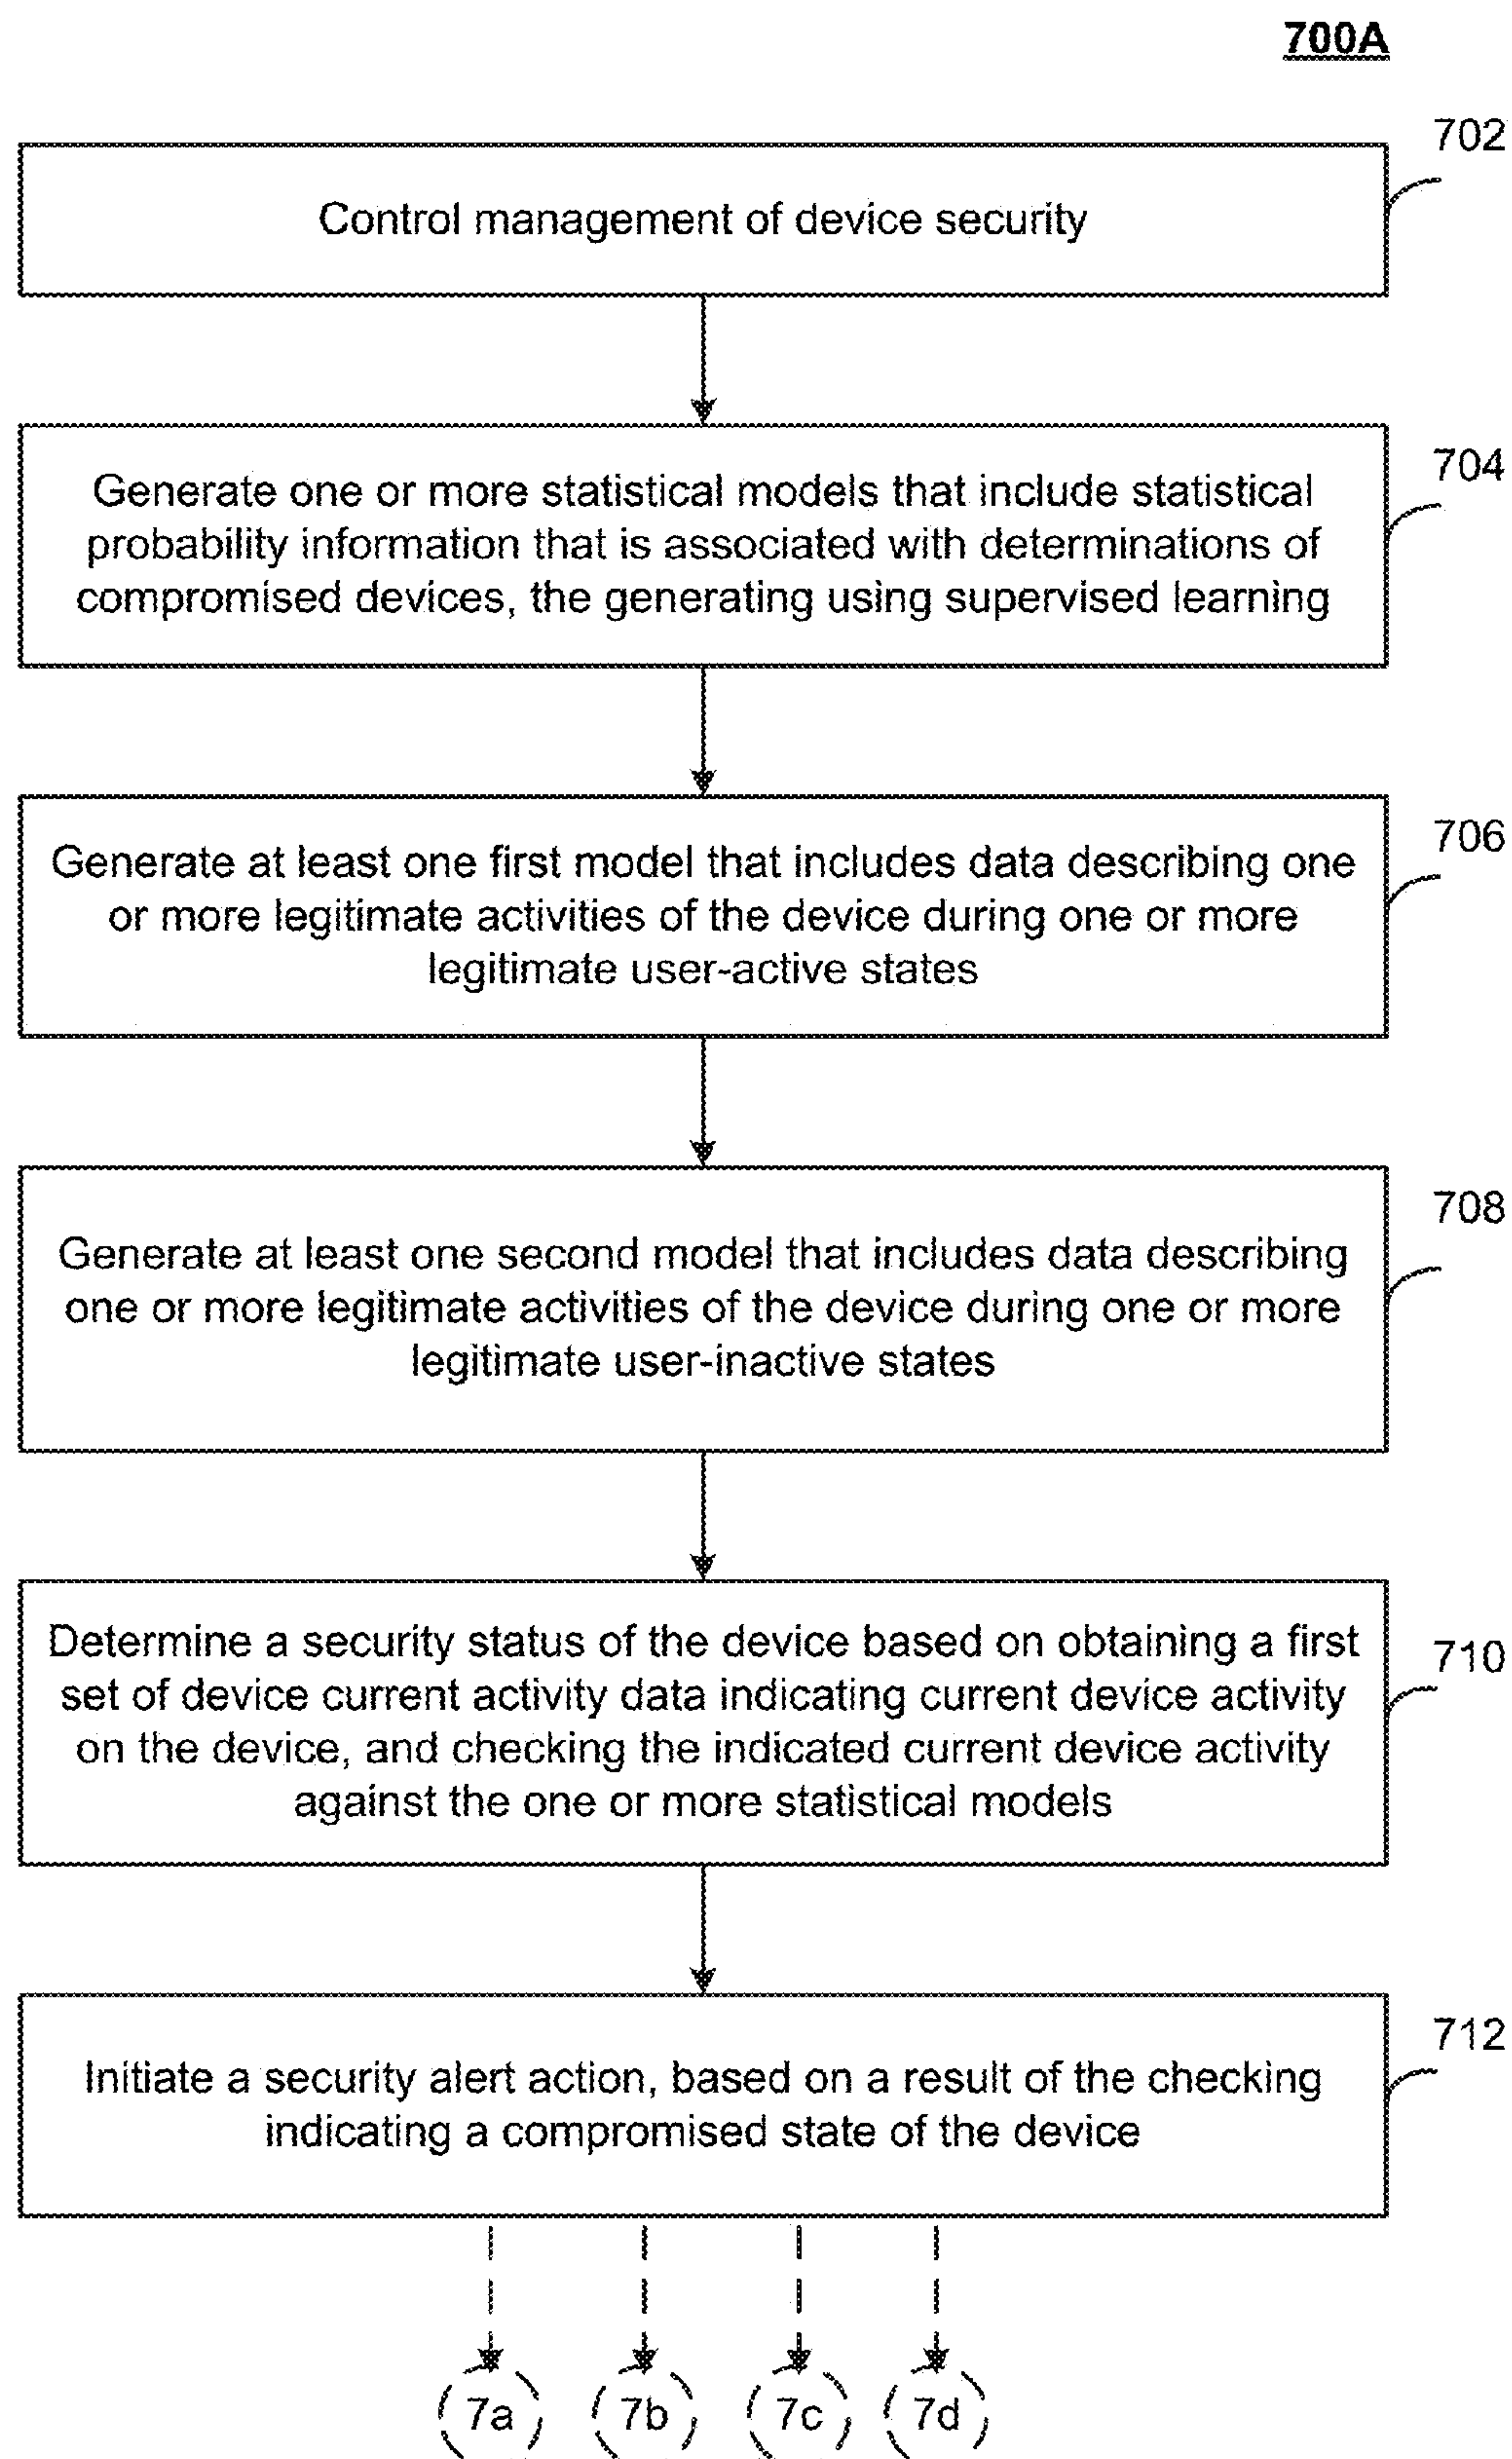 700A
702
Control management of device security
704
Generate one or more statistical models that include statistical
probability information that is associated with determinations of
compromised devices, the generating using supervised learning
706
Generate at least one first model that includes data describing one
or more legitimate activities of the device during one or more
legitimate user-active states
708
Generate at least one second model that includes data describing
one or more legitimate activities of the device during one or more
legitimate user-inactive states
710
Determine a security status of the device based on obtaining a first
set of device current activity data indicating current device activity
on the device, and checking the indicated current device activity
against the one or more statistical models
712
Initiate a security alert action, based on a result of the checking
indicating a compromised state of the device
7a 7b 7c 7d